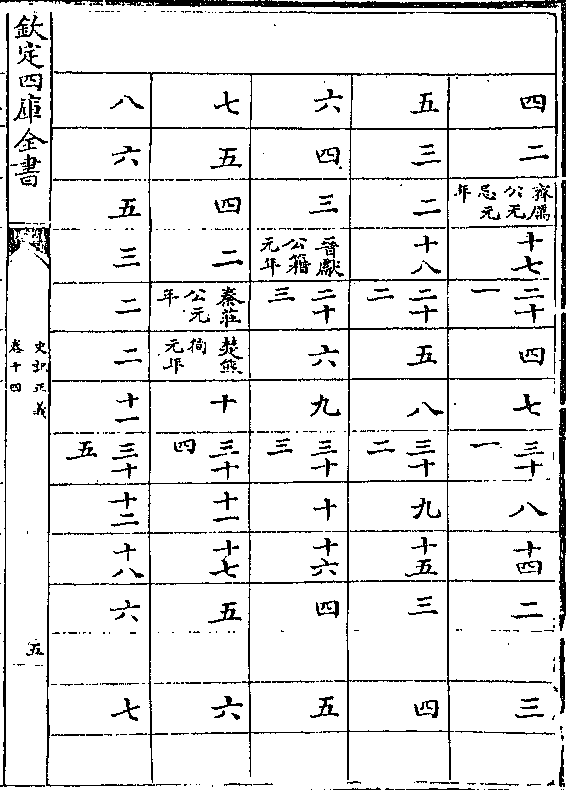 四
二
齊厲
公无
忌元
年
十七
二十
一
四
七
三十
一
八
十四
二
三
五
三
二
十八
二十
二
五
八
三十
二
九
十五
三
四
六
四
三
晉獻
公籍
元年
二十
三
六
九
三十
三
十
十六
四
五
七
五
四
二
秦莊
公元
年
楚熊
徇
元年
十
三十
四
十一
十七
五
六
八
六
五
三
二
二
十一
三十
五
十二
十八
六
七
欽定四庫全書
史記正義
卷十四
五